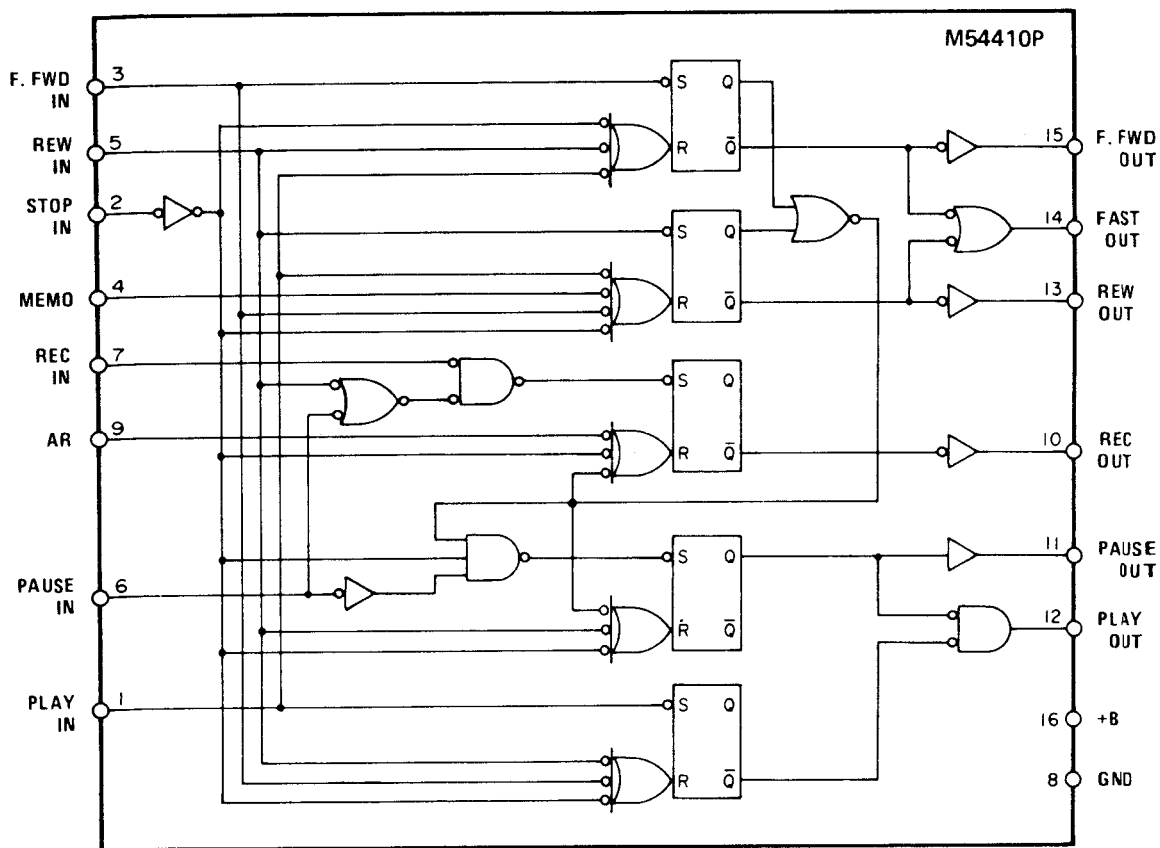 M54410P
F. FWD
IN
3
REW
IN
5
STOP
IN
2
MEMO
4
REC
IN
7
AR
9
PAUSE
IN
6
PLAY
IN
1
S Q
R Q̅
S Q
R Q̅
S Q
R Q̅
S Q
R Q̅
S Q
R Q̅
15
F. FWD
OUT
14
FAST
OUT
13
REW
OUT
10
REC
OUT
11
PAUSE
OUT
12
PLAY
OUT
16
+B
8
GND